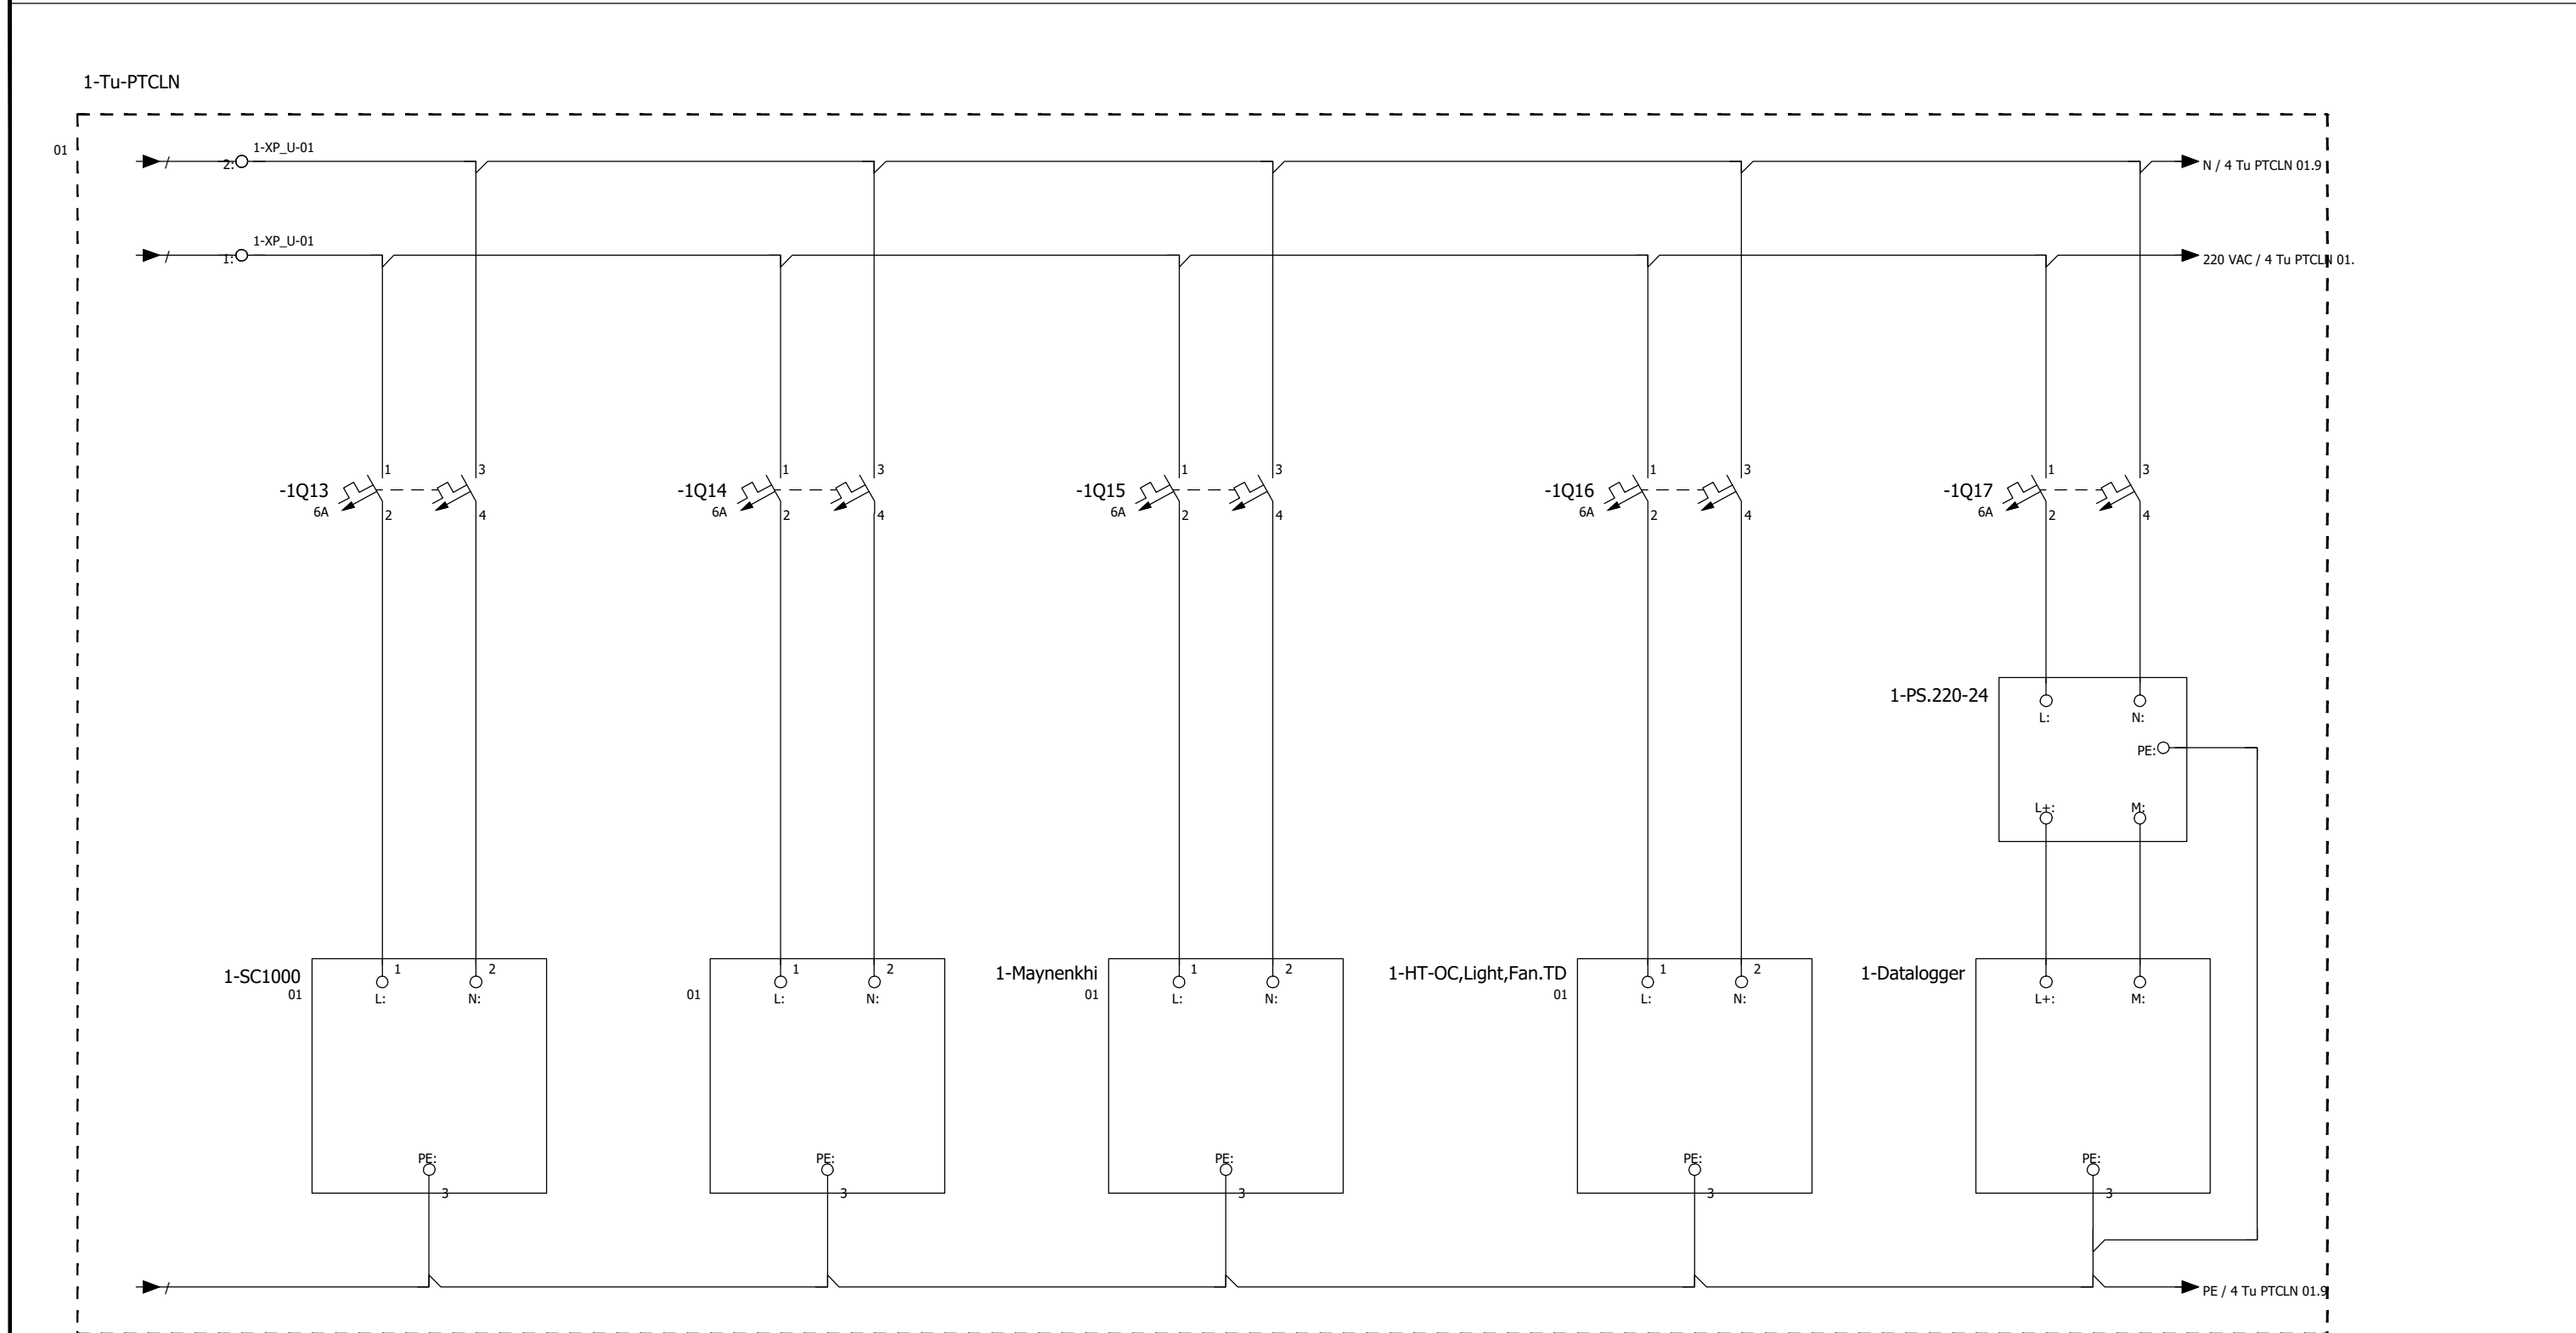 1-Tu-PTCLN
01
1-XP_U-01
2:
N / 4 Tu PTCLN 01.9
1-XP_U-01
1:
220 VAC / 4 Tu PTCLN 01.
1 3 1 3 1 3 1 3 1 3
-1Q13 -1Q14 -1Q15 -1Q16 -1Q17
6A 6A 6A 6A 6A
2 4 2 4 2 4 2 4 2 4
1-PS.220-24
L: N:
PE:
L+: M:
1-SC1000 1 2 1 2 1-Maynenkhi 1 2 1-HT-OC,Light,Fan.TD 1 2 1-Datalogger
01 L: N: 01 L: N: 01 L: N: 01 L: N: L+: M:
PE: PE: PE: PE: PE:
3 3 3 3 3
PE / 4 Tu PTCLN 01.9